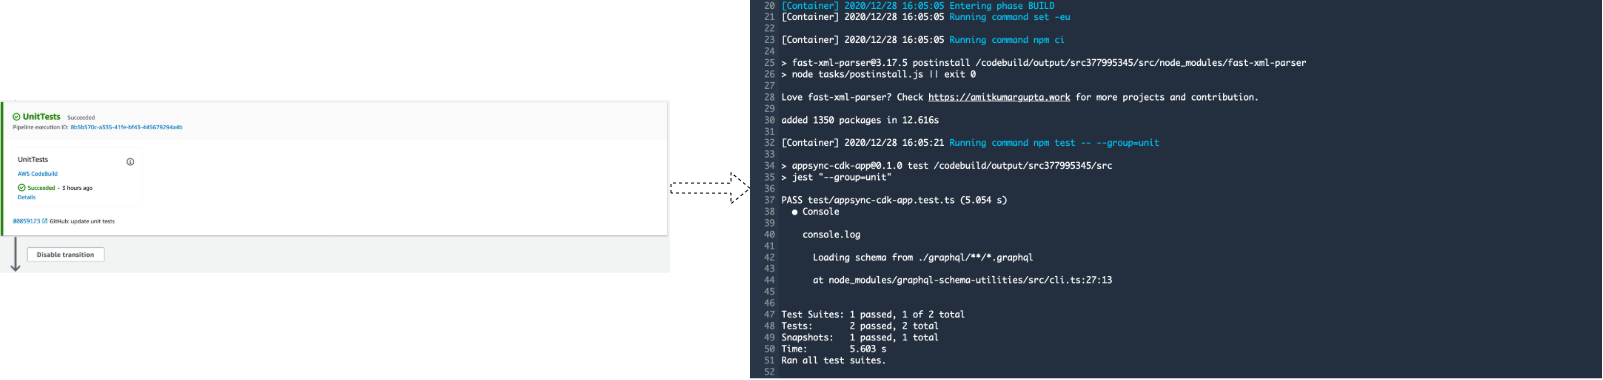 UnitTests Succeeded
Pipeline execution ID: 8b5b570c-a335-41fe-bf43-445679294a4b
UnitTests
AWS CodeBuild
Succeeded - 3 hours ago
Details
80859123 GitHub: update unit tests
Disable transition
20 [Container] 2020/12/28 16:05:05 Entering phase BUILD
21 [Container] 2020/12/28 16:05:05 Running command set -eu
22
23 [Container] 2020/12/28 16:05:05 Running command npm ci
24
25 > fast-xml-parser@3.17.5 postinstall /codebuild/output/src377995345/src/node_modules/fast-xml-parser
26 > node tasks/postinstall.js || exit 0
27
28 Love fast-xml-parser? Check https://amitkumargupta.work for more projects and contribution.
29
30 added 1350 packages in 12.616s
31
32 [Container] 2020/12/28 16:05:21 Running command npm test -- --group=unit
33
34 > appsync-cdk-app@0.1.0 test /codebuild/output/src377995345/src
35 > jest "--group=unit"
36
37 PASS test/appsync-cdk-app.test.ts (5.054 s)
38 ● Console
39
40 console.log
41
42 Loading schema from ./graphql/**/*.graphql
43
44 at node_modules/graphql-schema-utilities/src/cli.ts:27:13
45
46
47 Test Suites: 1 passed, 1 of 2 total
48 Tests: 2 passed, 2 total
49 Snapshots: 1 passed, 1 total
50 Time: 5.603 s
51 Ran all test suites.
52